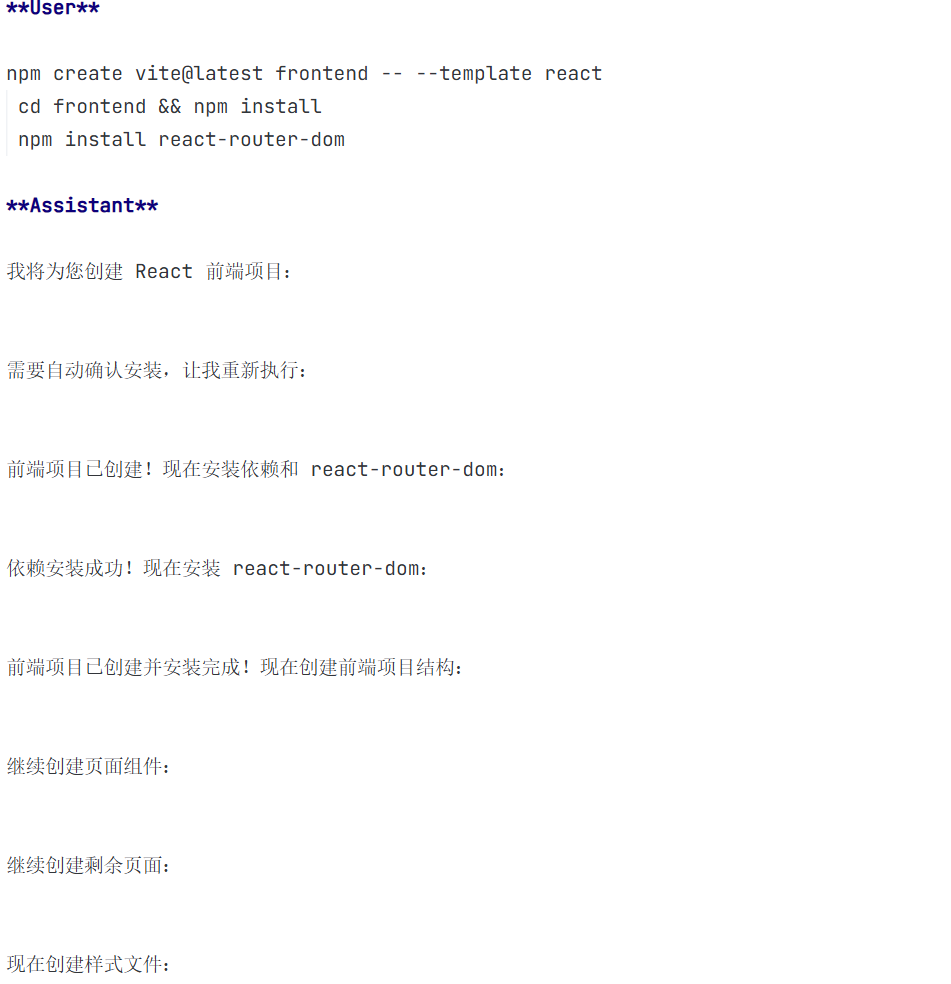 **User**
npm create vite@latest frontend -- --template react
cd frontend && npm install
npm install react-router-dom
**Assistant**
我将为您创建 React 前端项目：
需要自动确认安装，让我重新执行：
前端项目已创建！现在安装依赖和 react-router-dom：
依赖安装成功！现在安装 react-router-dom：
前端项目已创建并安装完成！现在创建前端项目结构：
继续创建页面组件：
继续创建剩余页面：
现在创建样式文件：